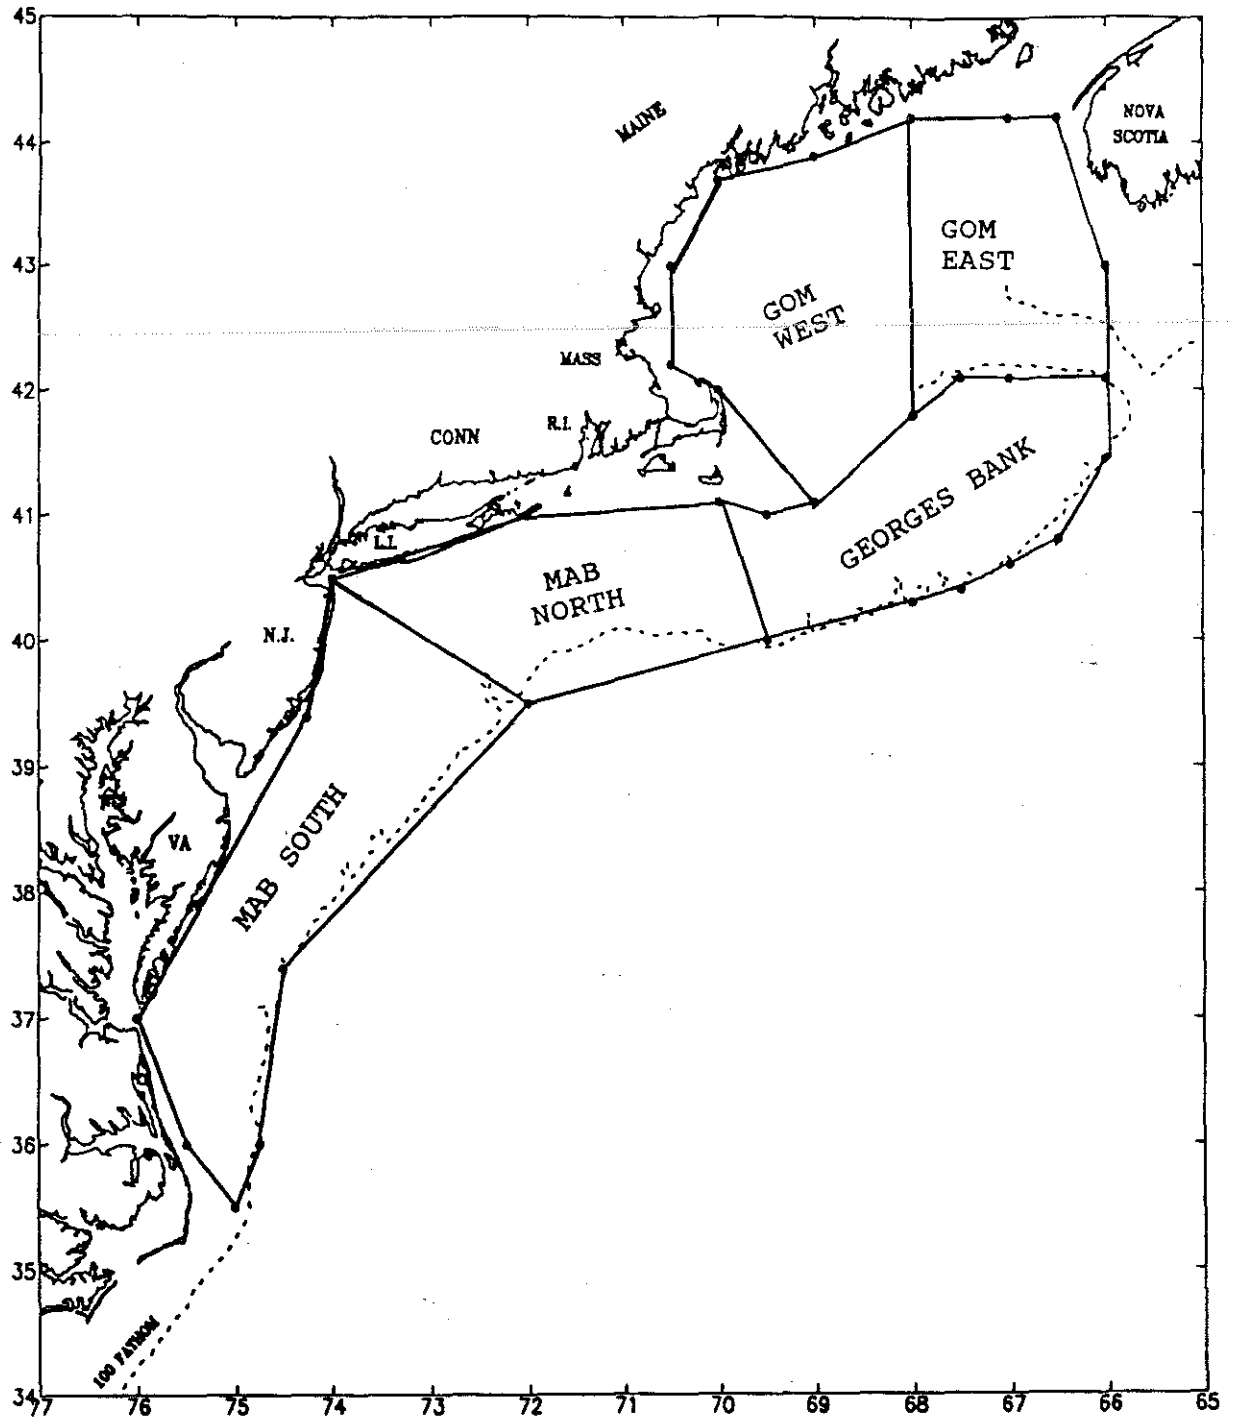 45
44
43
42
41
40
39
38
37
36
35
34
MAINE
NOVA
SCOTIA
GOM
EAST
GOM
WEST
MASS
R.I.
CONN
L.I.
GEORGES BANK
MAB
NORTH
N.J.
MAB SOUTH
VA
100 FATHOM
77 76 75 74 73 72 71 70 69 68 67 66 65